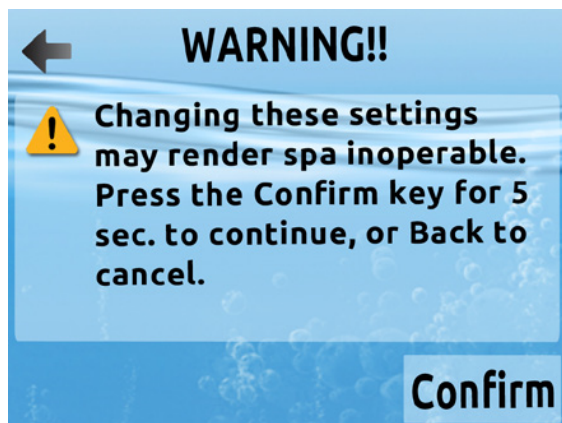 WARNING!!
Changing these settings
may render spa inoperable.
Press the Confirm key for 5
sec. to continue, or Back to
cancel.
Confirm